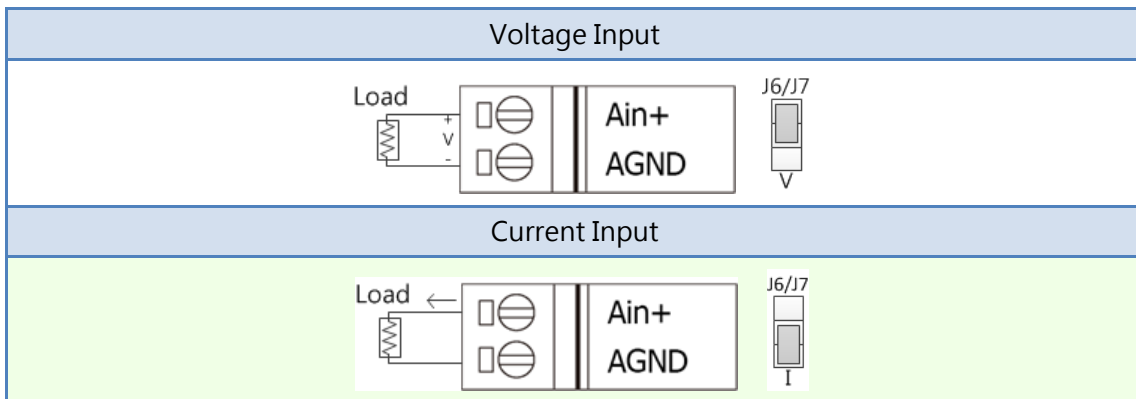 Voltage Input
Load
+
V
-
Ain+
AGND
J6/J7
V
Current Input
Load ←
Ain+
AGND
J6/J7
I